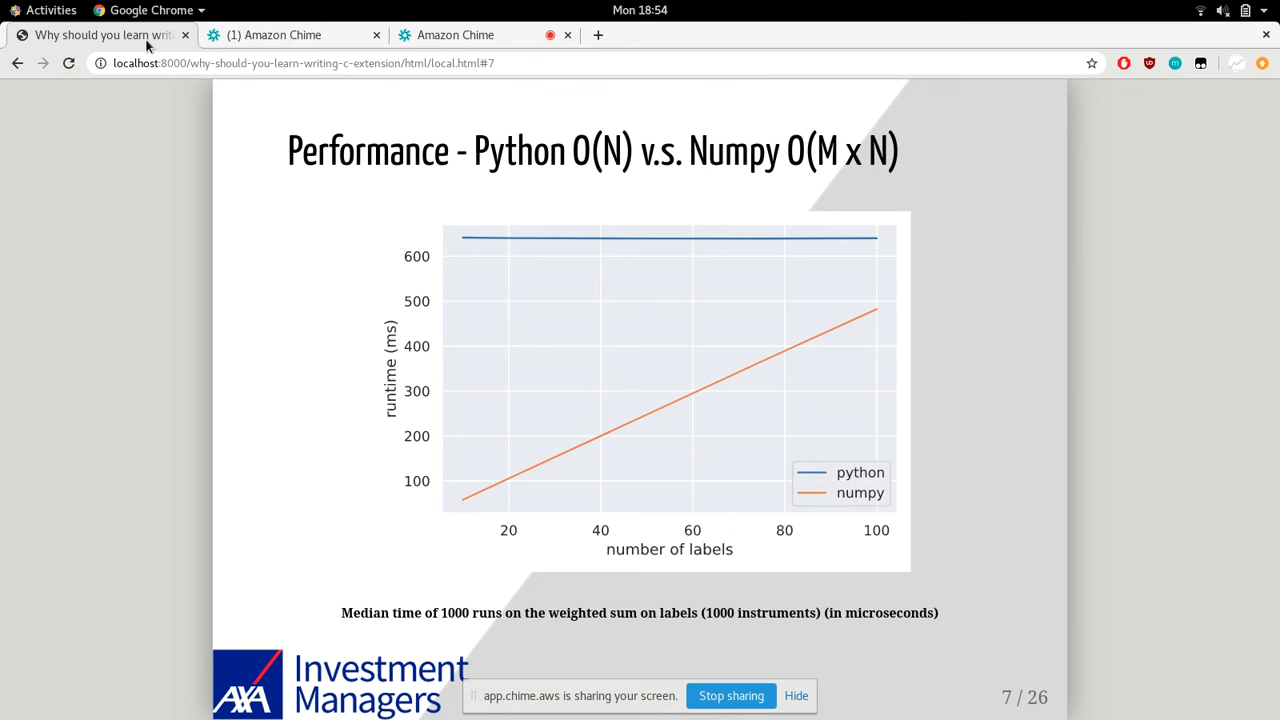 Activities
Google Chrome
Mon 18:54
Why should you learn writ
(1) Amazon Chime
Amazon Chime
localhost:8000/why-should-you-learn-writing-c-extension/html/local.html#7
Performance - Python O(N) v.s. Numpy O(M x N)
600
500
400
300
200
100
runtime (ms)
python
numpy
20 40 60 80 100
number of labels
Median time of 1000 runs on the weighted sum on labels (1000 instruments) (in microseconds)
AXA
Investment
Managers
app.chime.aws is sharing your screen.
Stop sharing
Hide
7 / 26